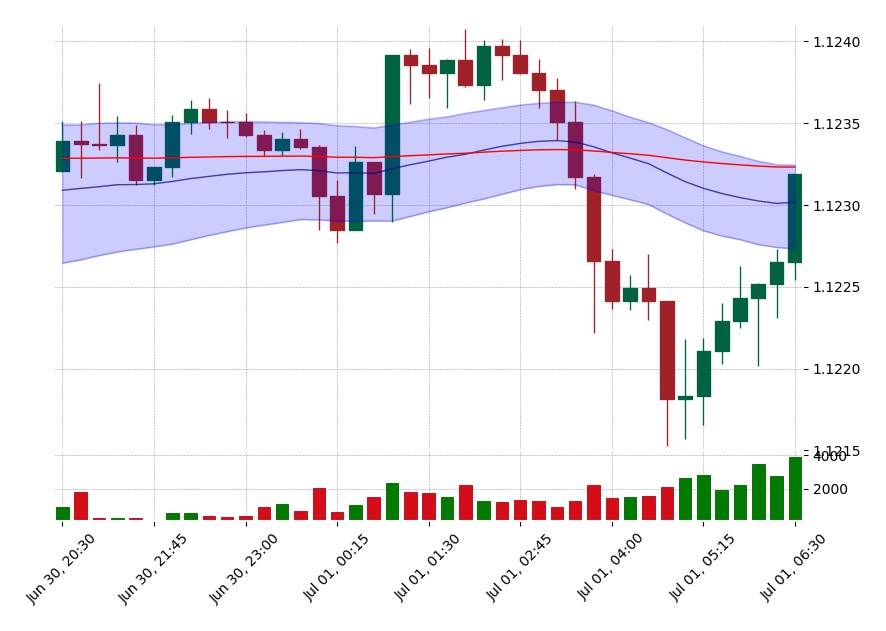 1.1240
1.1235
1.1230
1.1225
1.1220
1.1215
4000
2000
Jun 30, 20:30
Jun 30, 21:45
Jun 30, 23:00
Jul 01, 00:15
Jul 01, 01:30
Jul 01, 02:45
Jul 01, 04:00
Jul 01, 05:15
Jul 01, 06:30